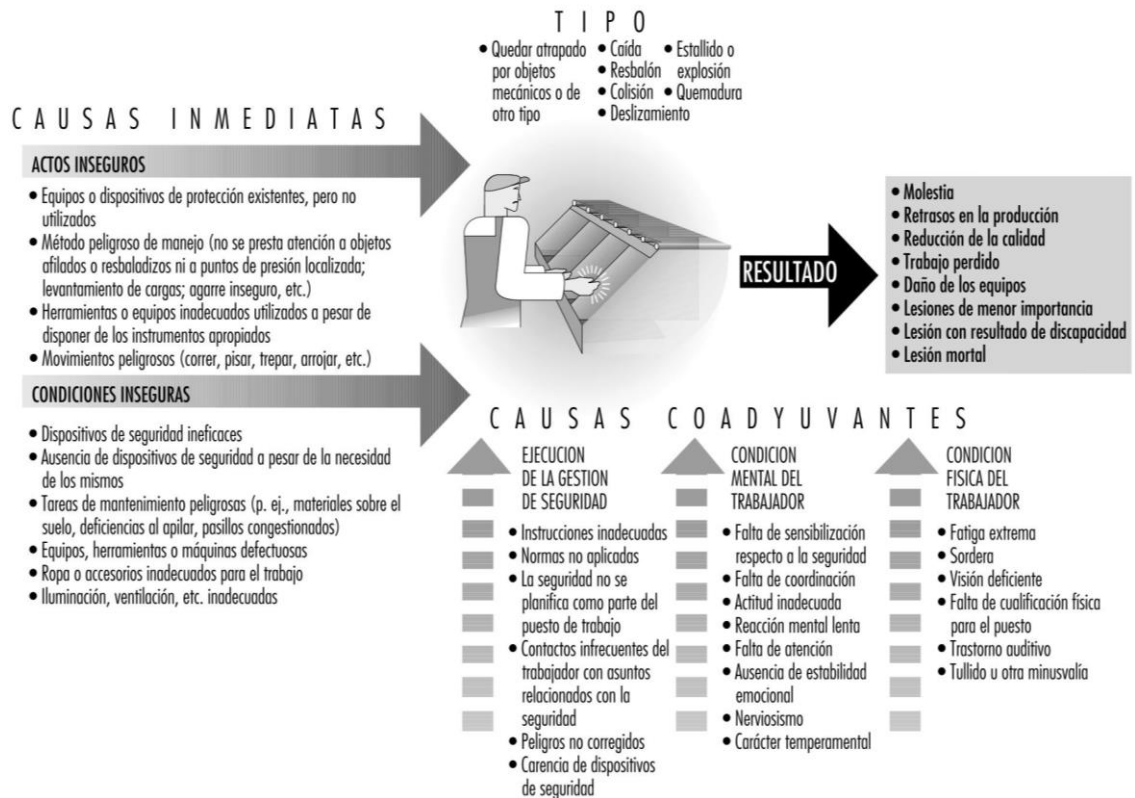 TIPO
• Quedar atrapado
por objetos
mecánicos o de
otro tipo
• Caída
• Resbalón
• Colisión
• Deslizamiento
• Estallido o
explosión
• Quemadura
CAUSAS INMEDIATAS
ACTOS INSEGUROS
• Equipos o dispositivos de protección existentes, pero no
utilizados
• Método peligroso de manejo (no se presta atención a objetos
afilados o resbaladizos ni a puntos de presión localizada;
levantamiento de cargas; agarre inseguro, etc.)
• Herramientas o equipos inadecuados utilizados a pesar de
disponer de los instrumentos apropiados
• Movimientos peligrosos (correr, pisar, trepar, arrojar, etc.)
CONDICIONES INSEGURAS
• Dispositivos de seguridad ineficaces
• Ausencia de dispositivos de seguridad a pesar de la necesidad
de los mismos
• Tareas de mantenimiento peligrosas (p. ej., materiales sobre el
suelo, deficiencias al apilar, pasillos congestionados)
• Equipos, herramientas o máquinas defectuosas
• Ropa o accesorios inadecuados para el trabajo
• Iluminación, ventilación, etc. inadecuadas
RESULTADO
• Molestia
• Retrasos en la producción
• Reducción de la calidad
• Trabajo perdido
• Daño de los equipos
• Lesiones de menor importancia
• Lesión con resultado de discapacidad
• Lesión mortal
CAUSAS COADYUVANTES
EJECUCION
DE LA GESTION
DE SEGURIDAD
• Instrucciones inadecuadas
• Normas no aplicadas
• La seguridad no se
planifica como parte del
puesto de trabajo
• Contactos infrecuentes del
trabajador con asuntos
relacionados con la
seguridad
• Peligros no corregidos
• Carencia de dispositivos
de seguridad
CONDICION
MENTAL DEL
TRABAJADOR
• Falta de sensibilización
respecto a la seguridad
• Falta de coordinación
• Actitud inadecuada
• Reacción mental lenta
• Falta de atención
• Ausencia de estabilidad
emocional
• Nerviosismo
• Carácter temperamental
CONDICION
FISICA DEL
TRABAJADOR
• Fatiga extrema
• Sordera
• Visión deficiente
• Falta de cualificación física
para el puesto
• Trastorno auditivo
• Tullido u otra minusvalía